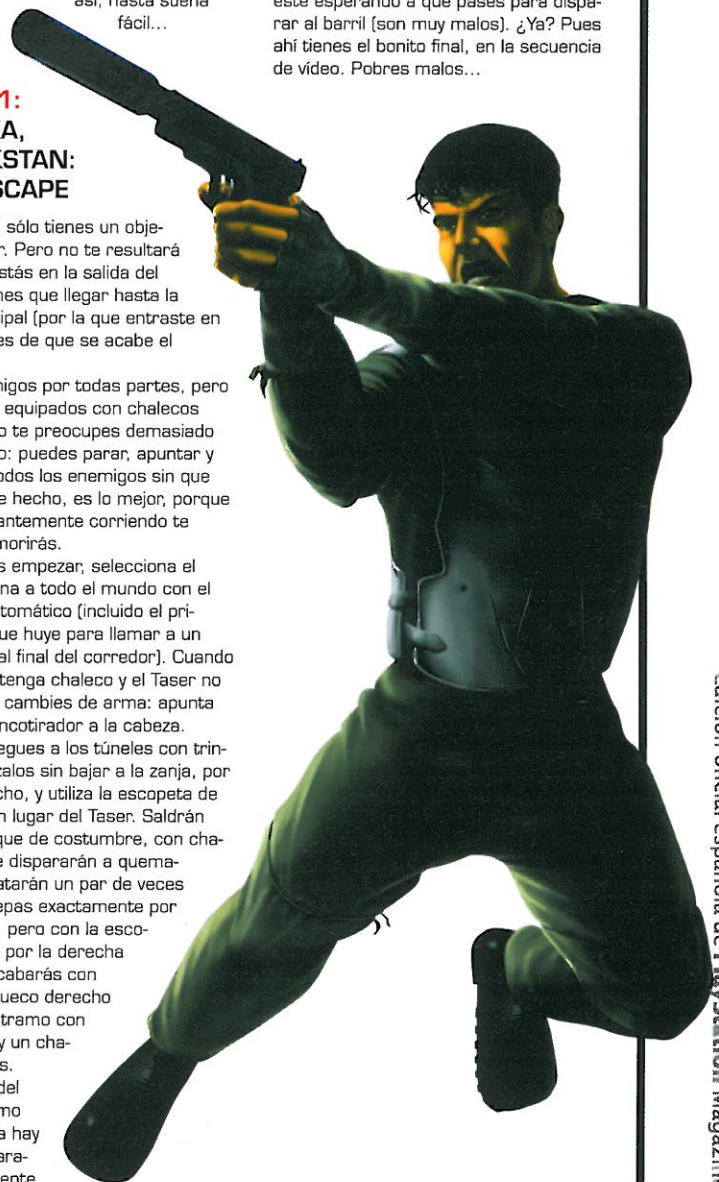 así, hasta suena
fácil...
1:
KA,
KSTAN:
SCAPE
sólo tienes un obje-
r. Pero no te resultará
stás en la salida del
nes que llegar hasta la
ipal (por la que entraste en
es de que se acabe el
nigos por todas partes, pero
equipados con chalecos
o te preocupes demasiado
o: puedes parar, apuntar y
odos los enemigos sin que
e hecho, es lo mejor, porque
antemente corriendo te
morirás.
s empezar, selecciona el
na a todo el mundo con el
tomático (incluido el pri-
ue huye para llamar a un
al final del corredor). Cuando
tenga chaleco y el Taser no
cambies de arma: apunta
ncotirador a la cabeza.
egues a los túneles con trin-
zalos sin bajar a la zanja, por
cho, y utiliza la escopeta de
n lugar del Taser. Saldrán
que de costumbre, con cha-
e dispararán a quema-
atarán un par de veces
epas exactamente por
pero con la esco-
por la derecha
cabarás con
ueco derecho
tramo con
y un cha-
s.
del
mo
a hay
ara-
ente
esté esperando a que pases para dispa-
rar al barril (son muy malos). ¿Ya? Pues
ahí tienes el bonito final, en la secuencia
de vídeo. Pobres malos...
oficial española de PlayStation Magazine